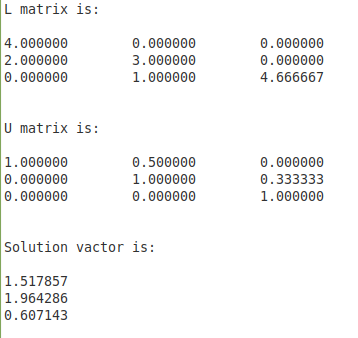 L matrix is:
4.000000 0.000000 0.000000
2.000000 3.000000 0.000000
0.000000 1.000000 4.666667
U matrix is:
1.000000 0.500000 0.000000
0.000000 1.000000 0.333333
0.000000 0.000000 1.000000
Solution vactor is:
1.517857
1.964286
0.607143